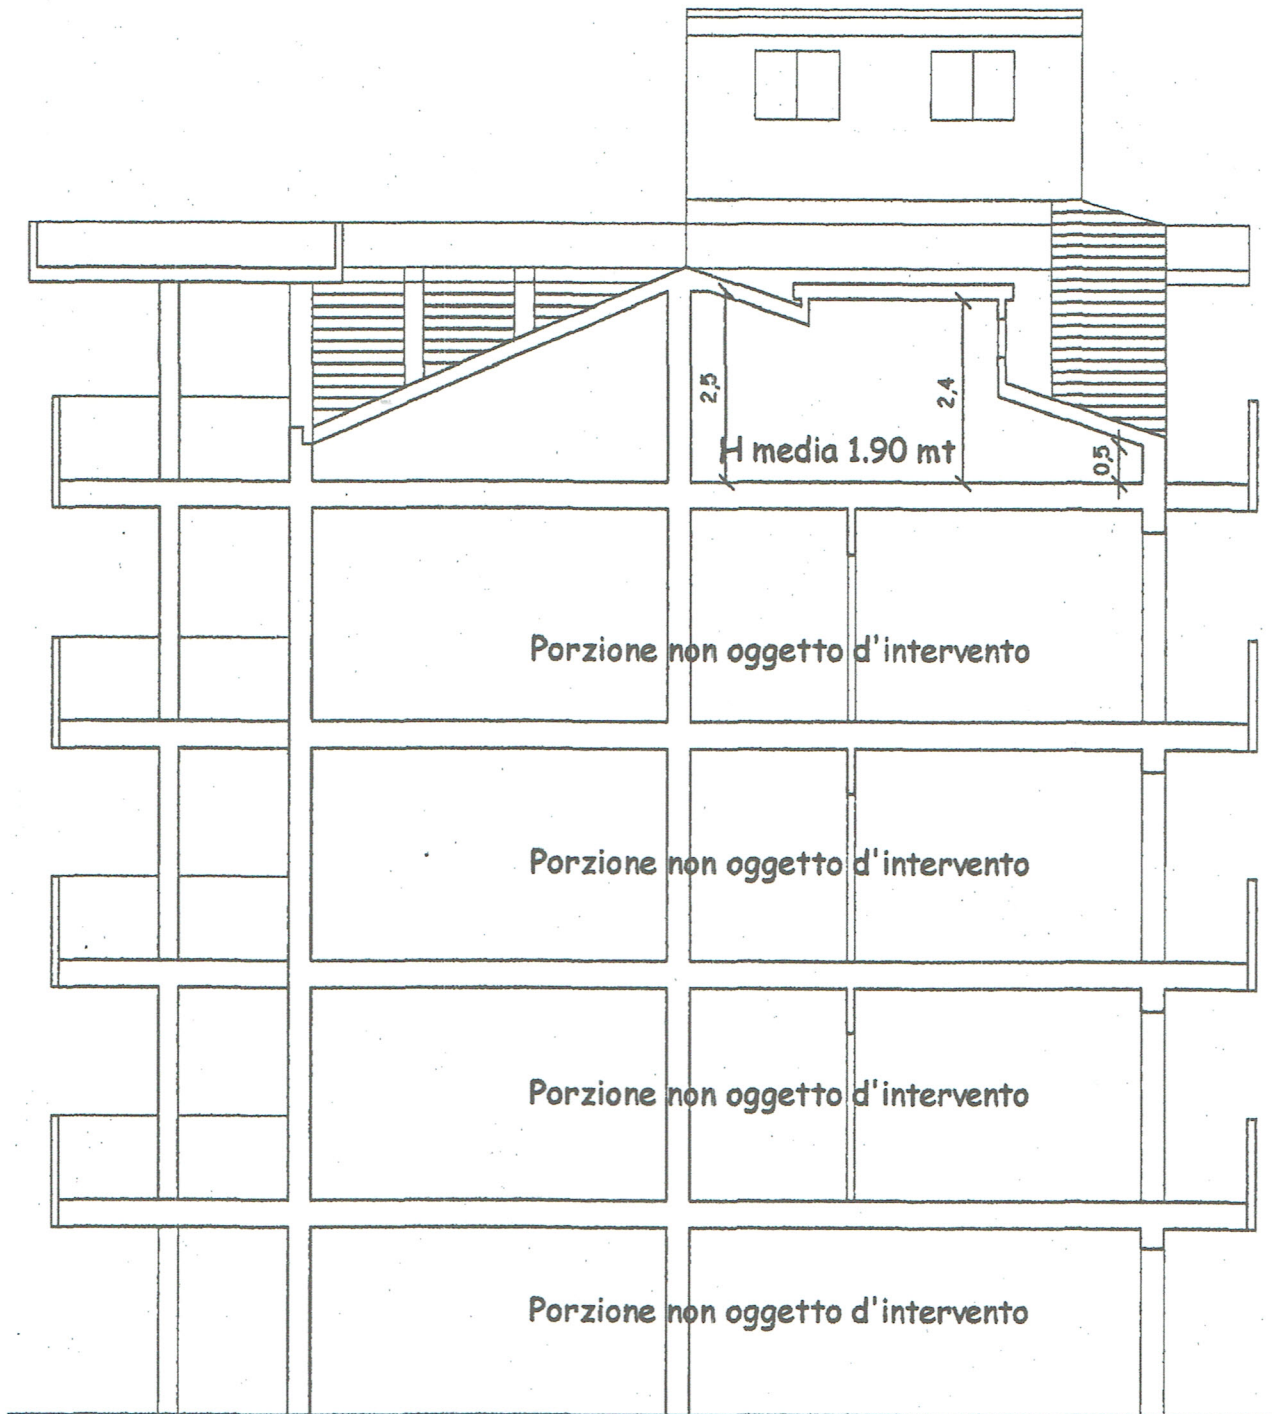 2,5
2,4
H media 1.90 mt
0,5
Porzione non oggetto d'intervento
Porzione non oggetto d'intervento
Porzione non oggetto d'intervento
Porzione non oggetto d'intervento